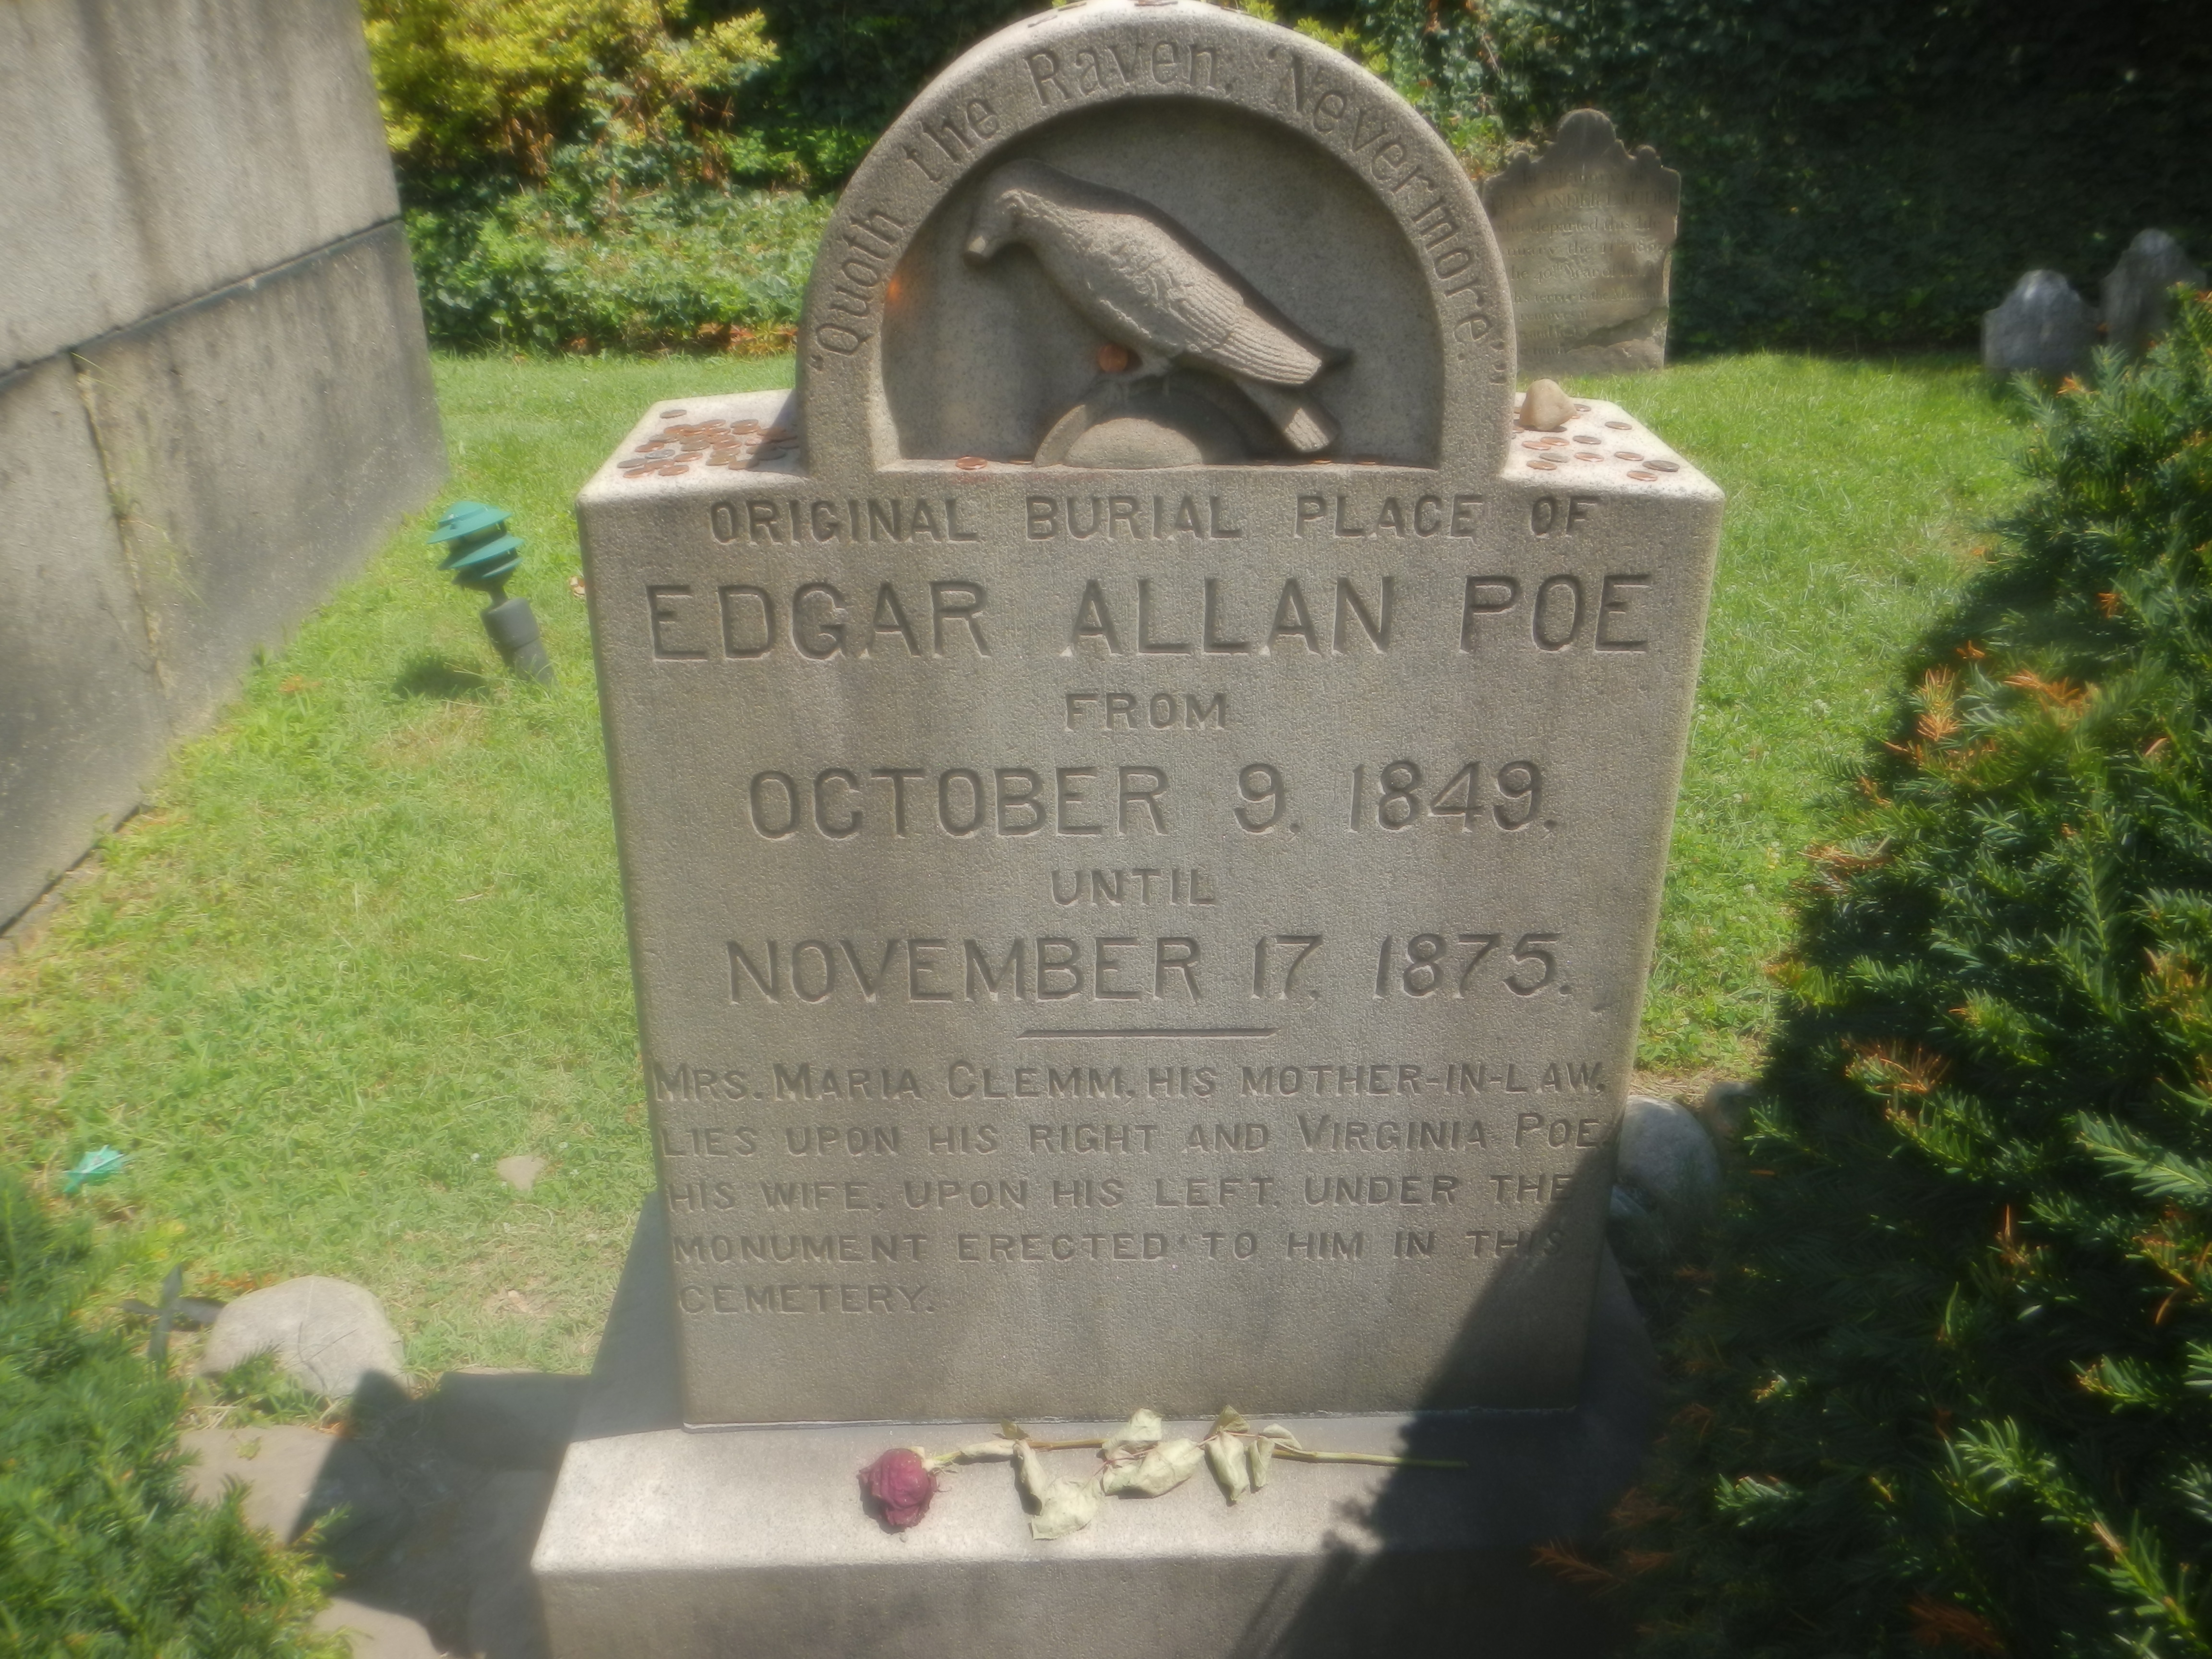 "Quoth the Raven, 'Nevermore.'"
ORIGINAL BURIAL PLACE OF
EDGAR ALLAN POE
FROM
OCTOBER 9. 1849.
UNTIL
NOVEMBER 17. 1875.
MRS. MARIA CLEMM, HIS MOTHER-IN-LAW,
LIES UPON HIS RIGHT AND VIRGINIA POE
HIS WIFE, UPON HIS LEFT, UNDER THE
MONUMENT ERECTED TO HIM IN THIS
CEMETERY.
departed this